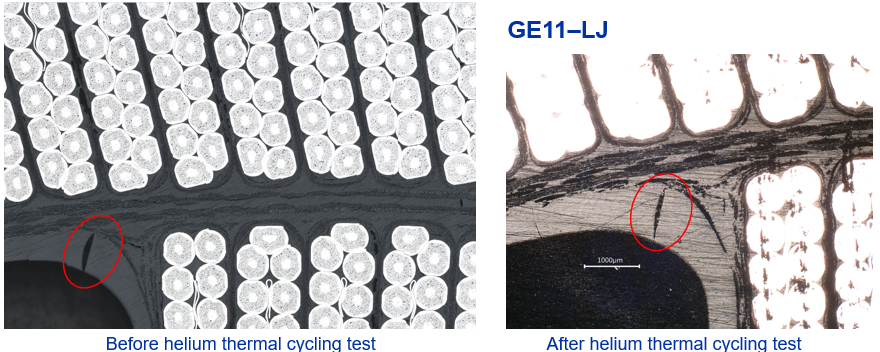 GE11–LJ
1000µm
Before helium thermal cycling test
After helium thermal cycling test